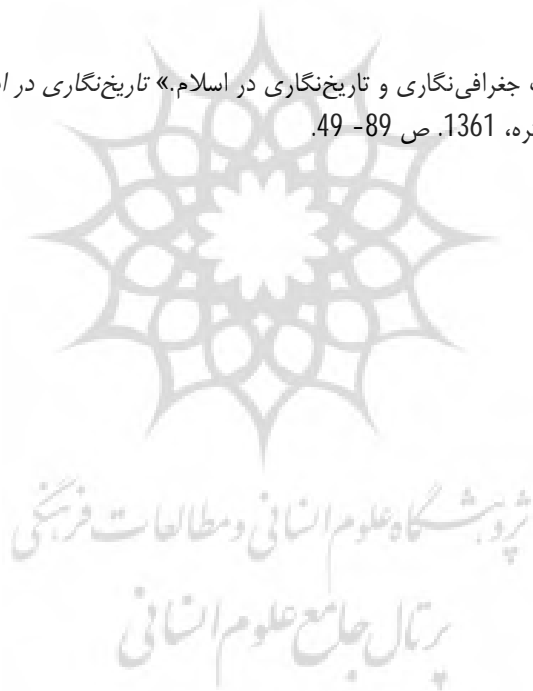 جغرافی‌نگاری و تاریخ‌نگاری در اسلام.» تاریخ‌نگاری در
1361. ص 89- 49.
پژوهشگاه علوم انسانی و مطالعات فرهنگی
پرتال جامع علوم انسانی